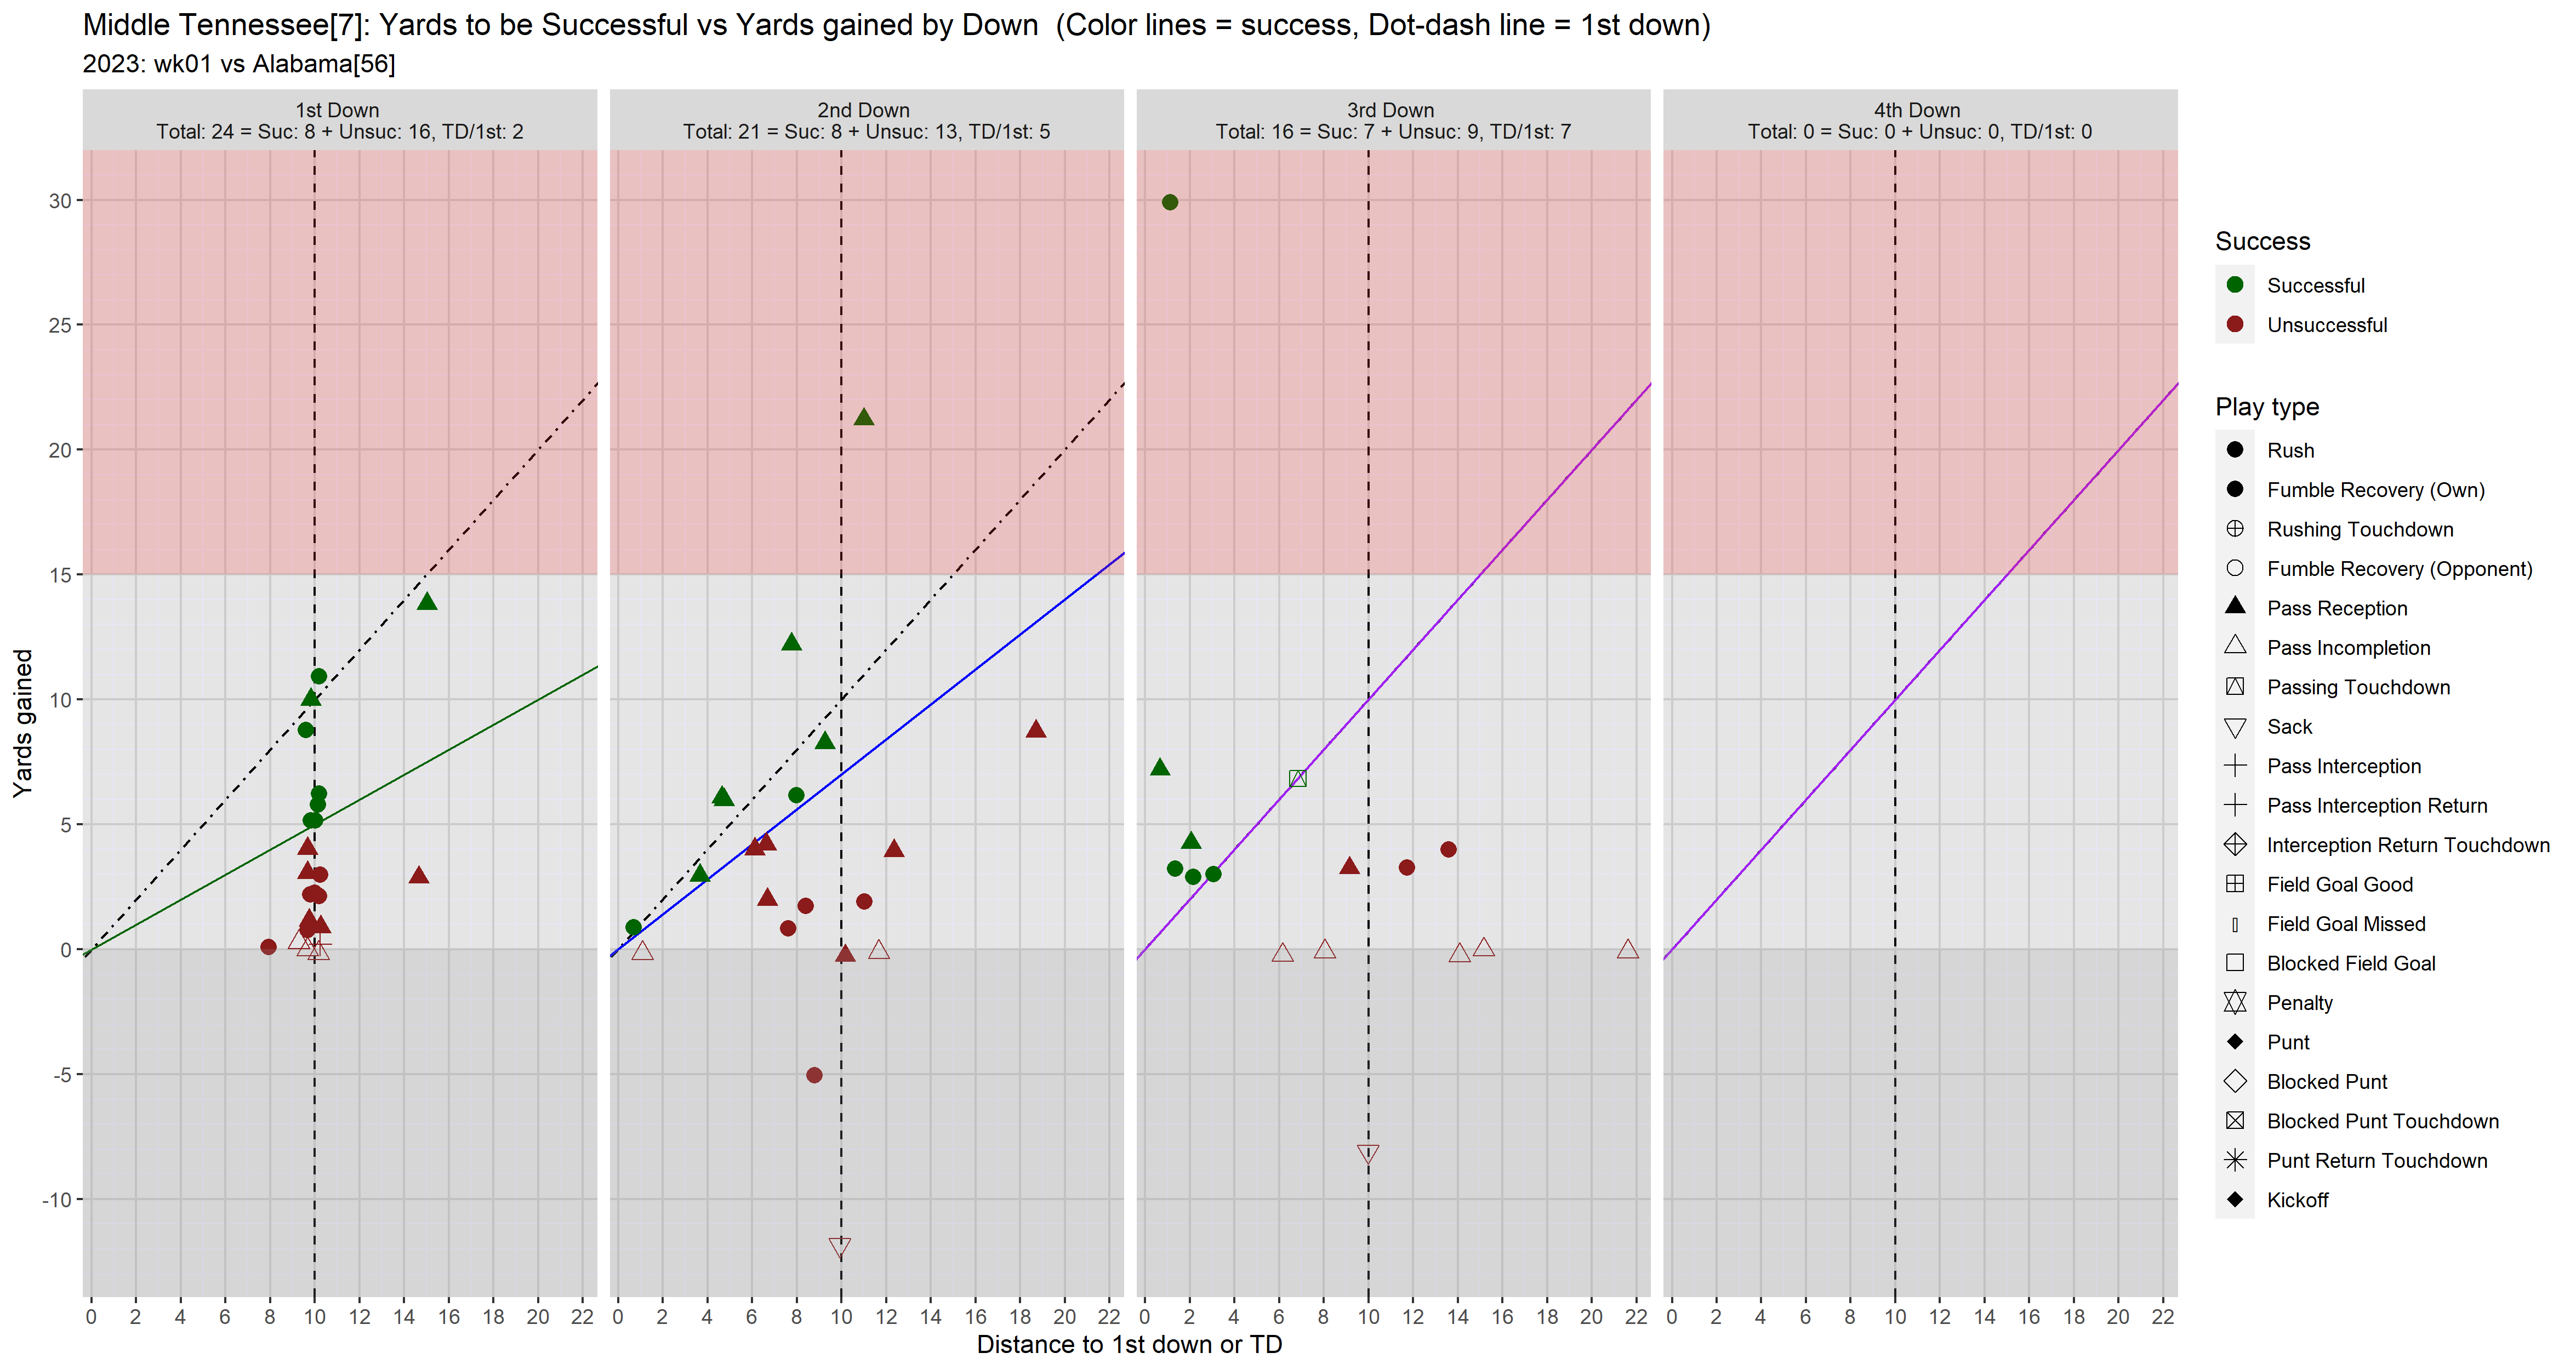 Middle Tennessee[7]: Yards to be Successful vs Yards gained by Down  (Color lines = success, Dot-dash line = 1st down)
2023: wk01 vs Alabama[56]
1st Down
Total: 24 = Suc: 8 + Unsuc: 16, TD/1st: 2
2nd Down
Total: 21 = Suc: 8 + Unsuc: 13, TD/1st: 5
3rd Down
Total: 16 = Suc: 7 + Unsuc: 9, TD/1st: 7
4th Down
Total: 0 = Suc: 0 + Unsuc: 0, TD/1st: 0
Yards gained
30
25
20
15
10
5
0
-5
-10
0 2 4 6 8 10 12 14 16 18 20 22
0 2 4 6 8 10 12 14 16 18 20 22
0 2 4 6 8 10 12 14 16 18 20 22
0 2 4 6 8 10 12 14 16 18 20 22
Distance to 1st down or TD
Success
Successful
Unsuccessful
Play type
Rush
Fumble Recovery (Own)
Rushing Touchdown
Fumble Recovery (Opponent)
Pass Reception
Pass Incompletion
Passing Touchdown
Sack
Pass Interception
Pass Interception Return
Interception Return Touchdown
Field Goal Good
Field Goal Missed
Blocked Field Goal
Penalty
Punt
Blocked Punt
Blocked Punt Touchdown
Punt Return Touchdown
Kickoff